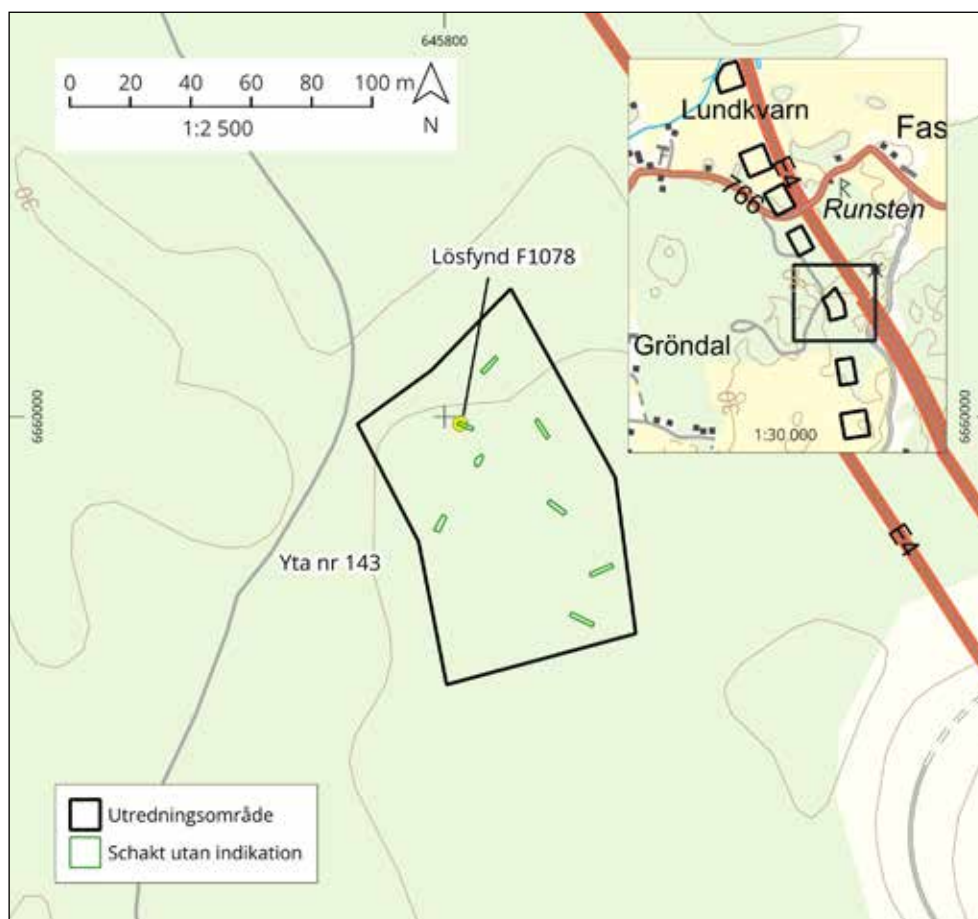 645800
0 20 40 60 80 100 m
1:2 500
N
Lundkvarn
Fas
E4
766
Runsten
R
Gröndal
1:30 000
30
Lösfynd F1078
6660000
6660000
Yta nr 143
E4
Utredningsområde
Schakt utan indikation